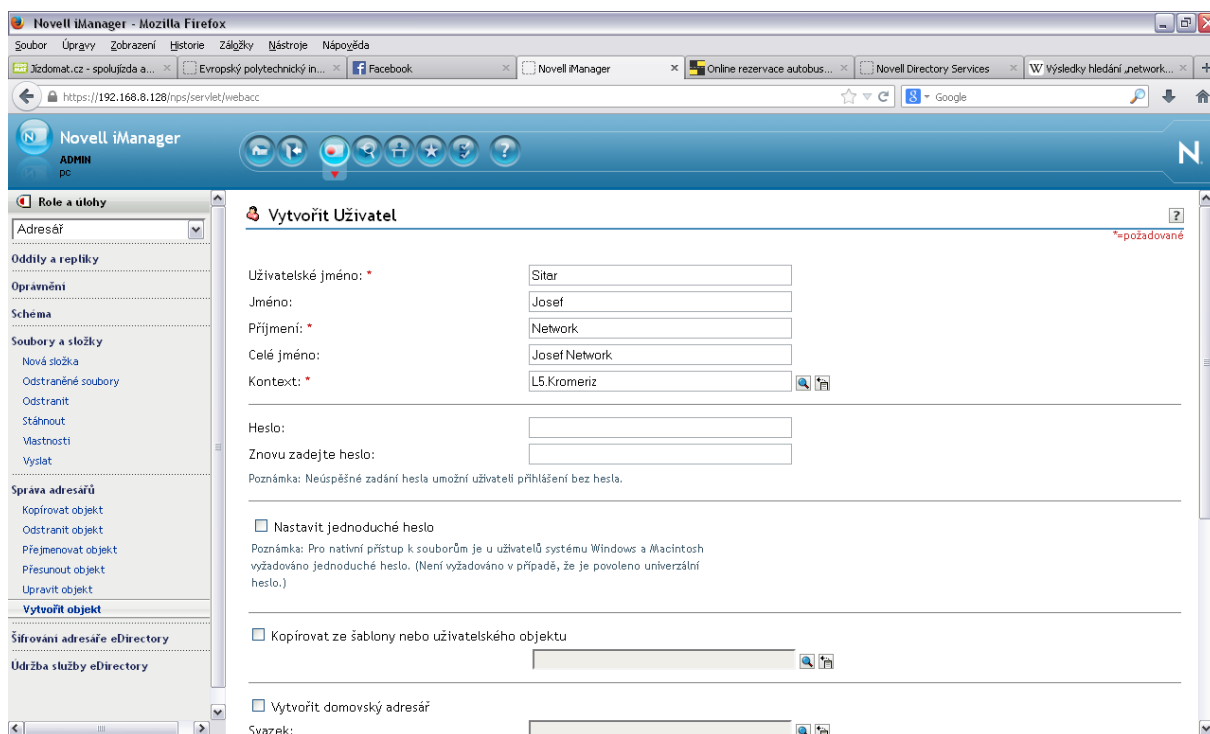 Novell iManager - Mozilla Firefox
Soubor Úpravy Zobrazení Historie Záložky Nástroje Nápověda
Jízdomat.cz - spolujízda a... Evropský polytechnický in... Facebook Novell iManager Online rezervace autobus... Novell Directory Services Výsledky hledání „network...
https://192.168.8.128/nps/servlet/webacc Google
Novell iManager
ADMIN
pc
Role a úlohy
Adresář
Oddíly a repliky
Oprávnění
Schéma
Soubory a složky
Nová složka
Odstraněné soubory
Odstranit
Stáhnout
Vlastnosti
Vyslat
Správa adresářů
Kopírovat objekt
Odstranit objekt
Přejmenovat objekt
Přesunout objekt
Upravit objekt
Vytvořit objekt
Šifrování adresáře eDirectory
Údržba služby eDirectory
Vytvořit Uživatel
*=požadované
Uživatelské jméno: * Sitar
Jméno: Josef
Příjmení: * Network
Celé jméno: Josef Network
Kontext: * L5.Kromeriz
Heslo:
Znovu zadejte heslo:
Poznámka: Neúspěšné zadání hesla umožní uživateli přihlášení bez hesla.
Nastavit jednoduché heslo
Poznámka: Pro nativní přístup k souborům je u uživatelů systému Windows a Macintosh
vyžadováno jednoduché heslo. (Není vyžadováno v případě, že je povoleno univerzální
heslo.)
Kopírovat ze šablony nebo uživatelského objektu
Vytvořit domovský adresář
Svazek: